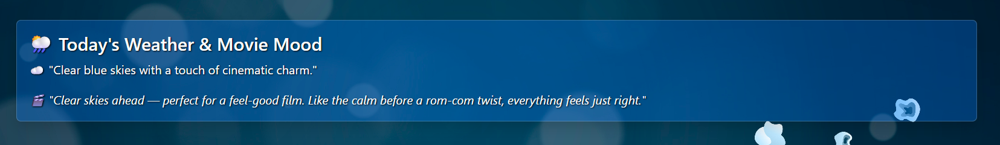 Today's Weather & Movie Mood
"Clear blue skies with a touch of cinematic charm."
"Clear skies ahead — perfect for a feel-good film. Like the calm before a rom-com twist, everything feels just right."